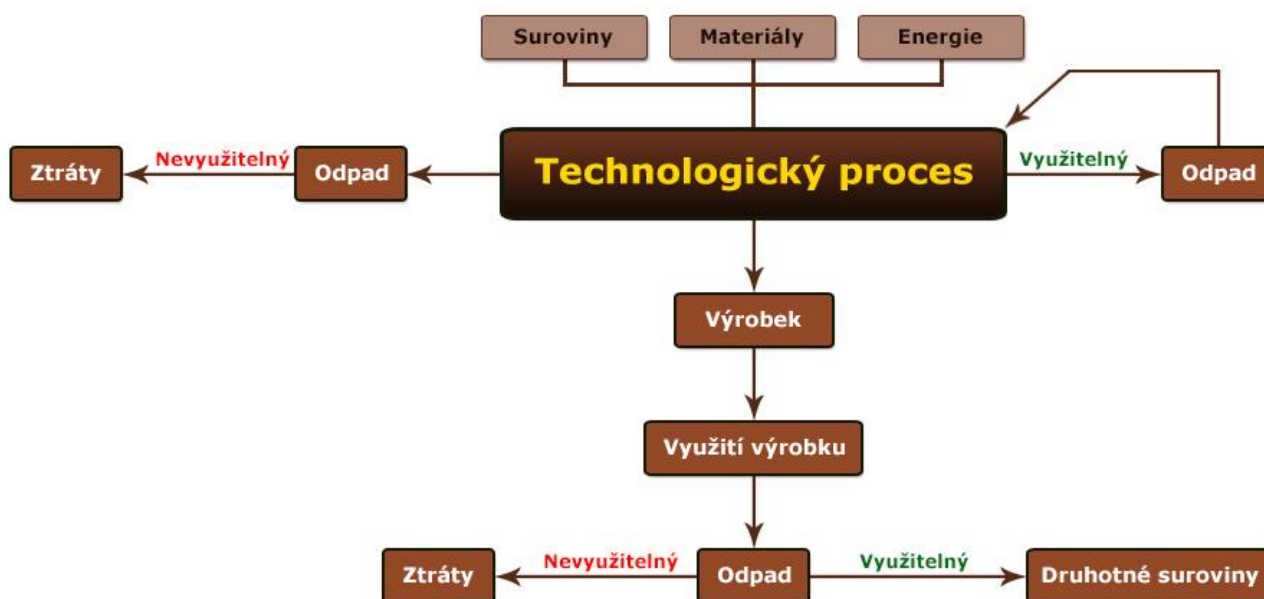 Suroviny
Materiály
Energie
Ztráty
Nevyužitelný
Odpad
Technologický proces
Využitelný
Odpad
Výrobek
Využití výrobku
Ztráty
Nevyužitelný
Odpad
Využitelný
Druhotné suroviny